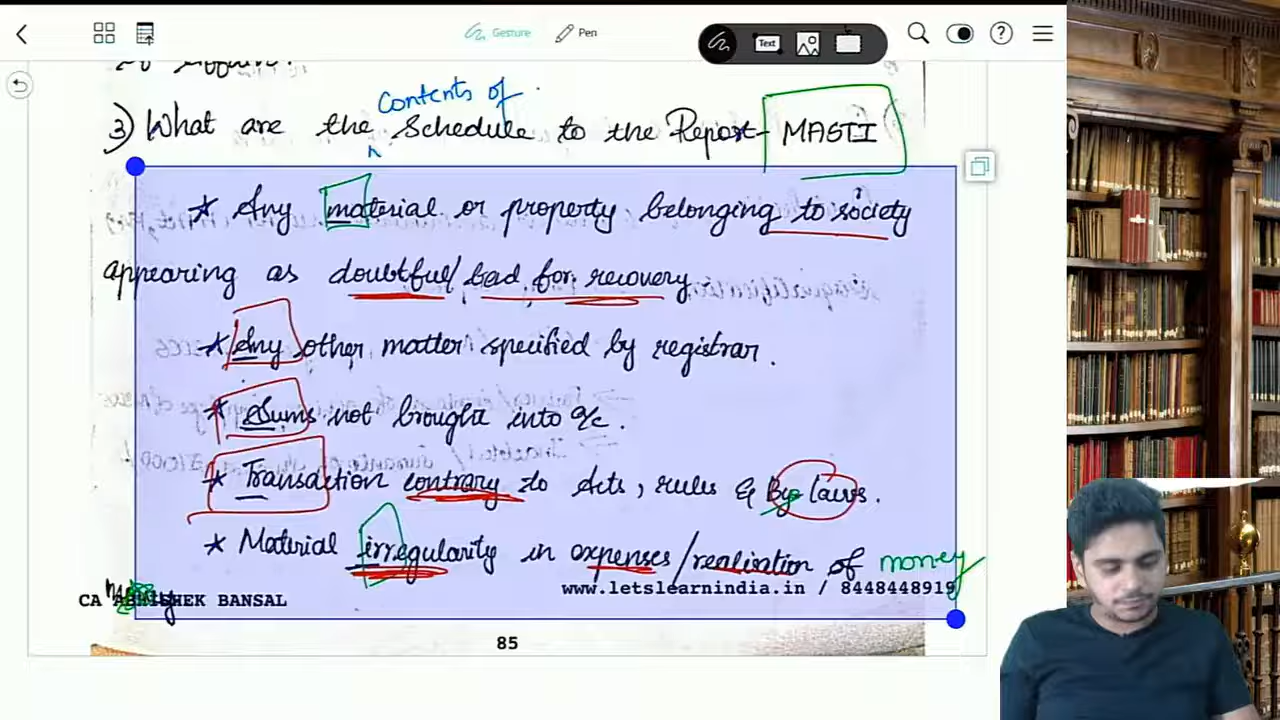 Gesture Pen Text
Contents of
3) What are the Schedule to the Report- MASTI
* Any material or property belonging to society
appearing as doubtful/bad for recovery.
* Any other matter specified by registrar.
* Sums not brought into a/c.
* Transaction contrary to Acts, rules & By laws.
* Material irregularity in expenses/realisation of money
www.letslearnindia.in / 8448448919
CA ABHISHEK BANSAL
85